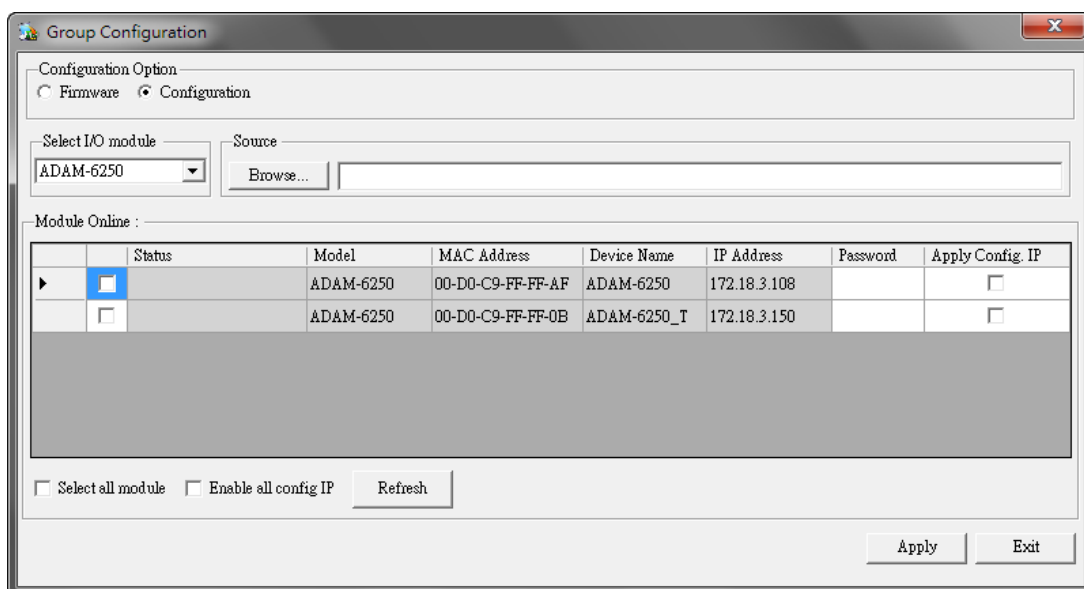 Group Configuration
Configuration Option
Firmware Configuration
Select I/O module Source
ADAM-6250 Browse...
Module Online :
Status Model MAC Address Device Name IP Address Password Apply Config. IP
ADAM-6250 00-D0-C9-FF-FF-AF ADAM-6250 172.18.3.108
ADAM-6250 00-D0-C9-FF-FF-0B ADAM-6250_T 172.18.3.150
Select all module Enable all config IP Refresh
Apply Exit